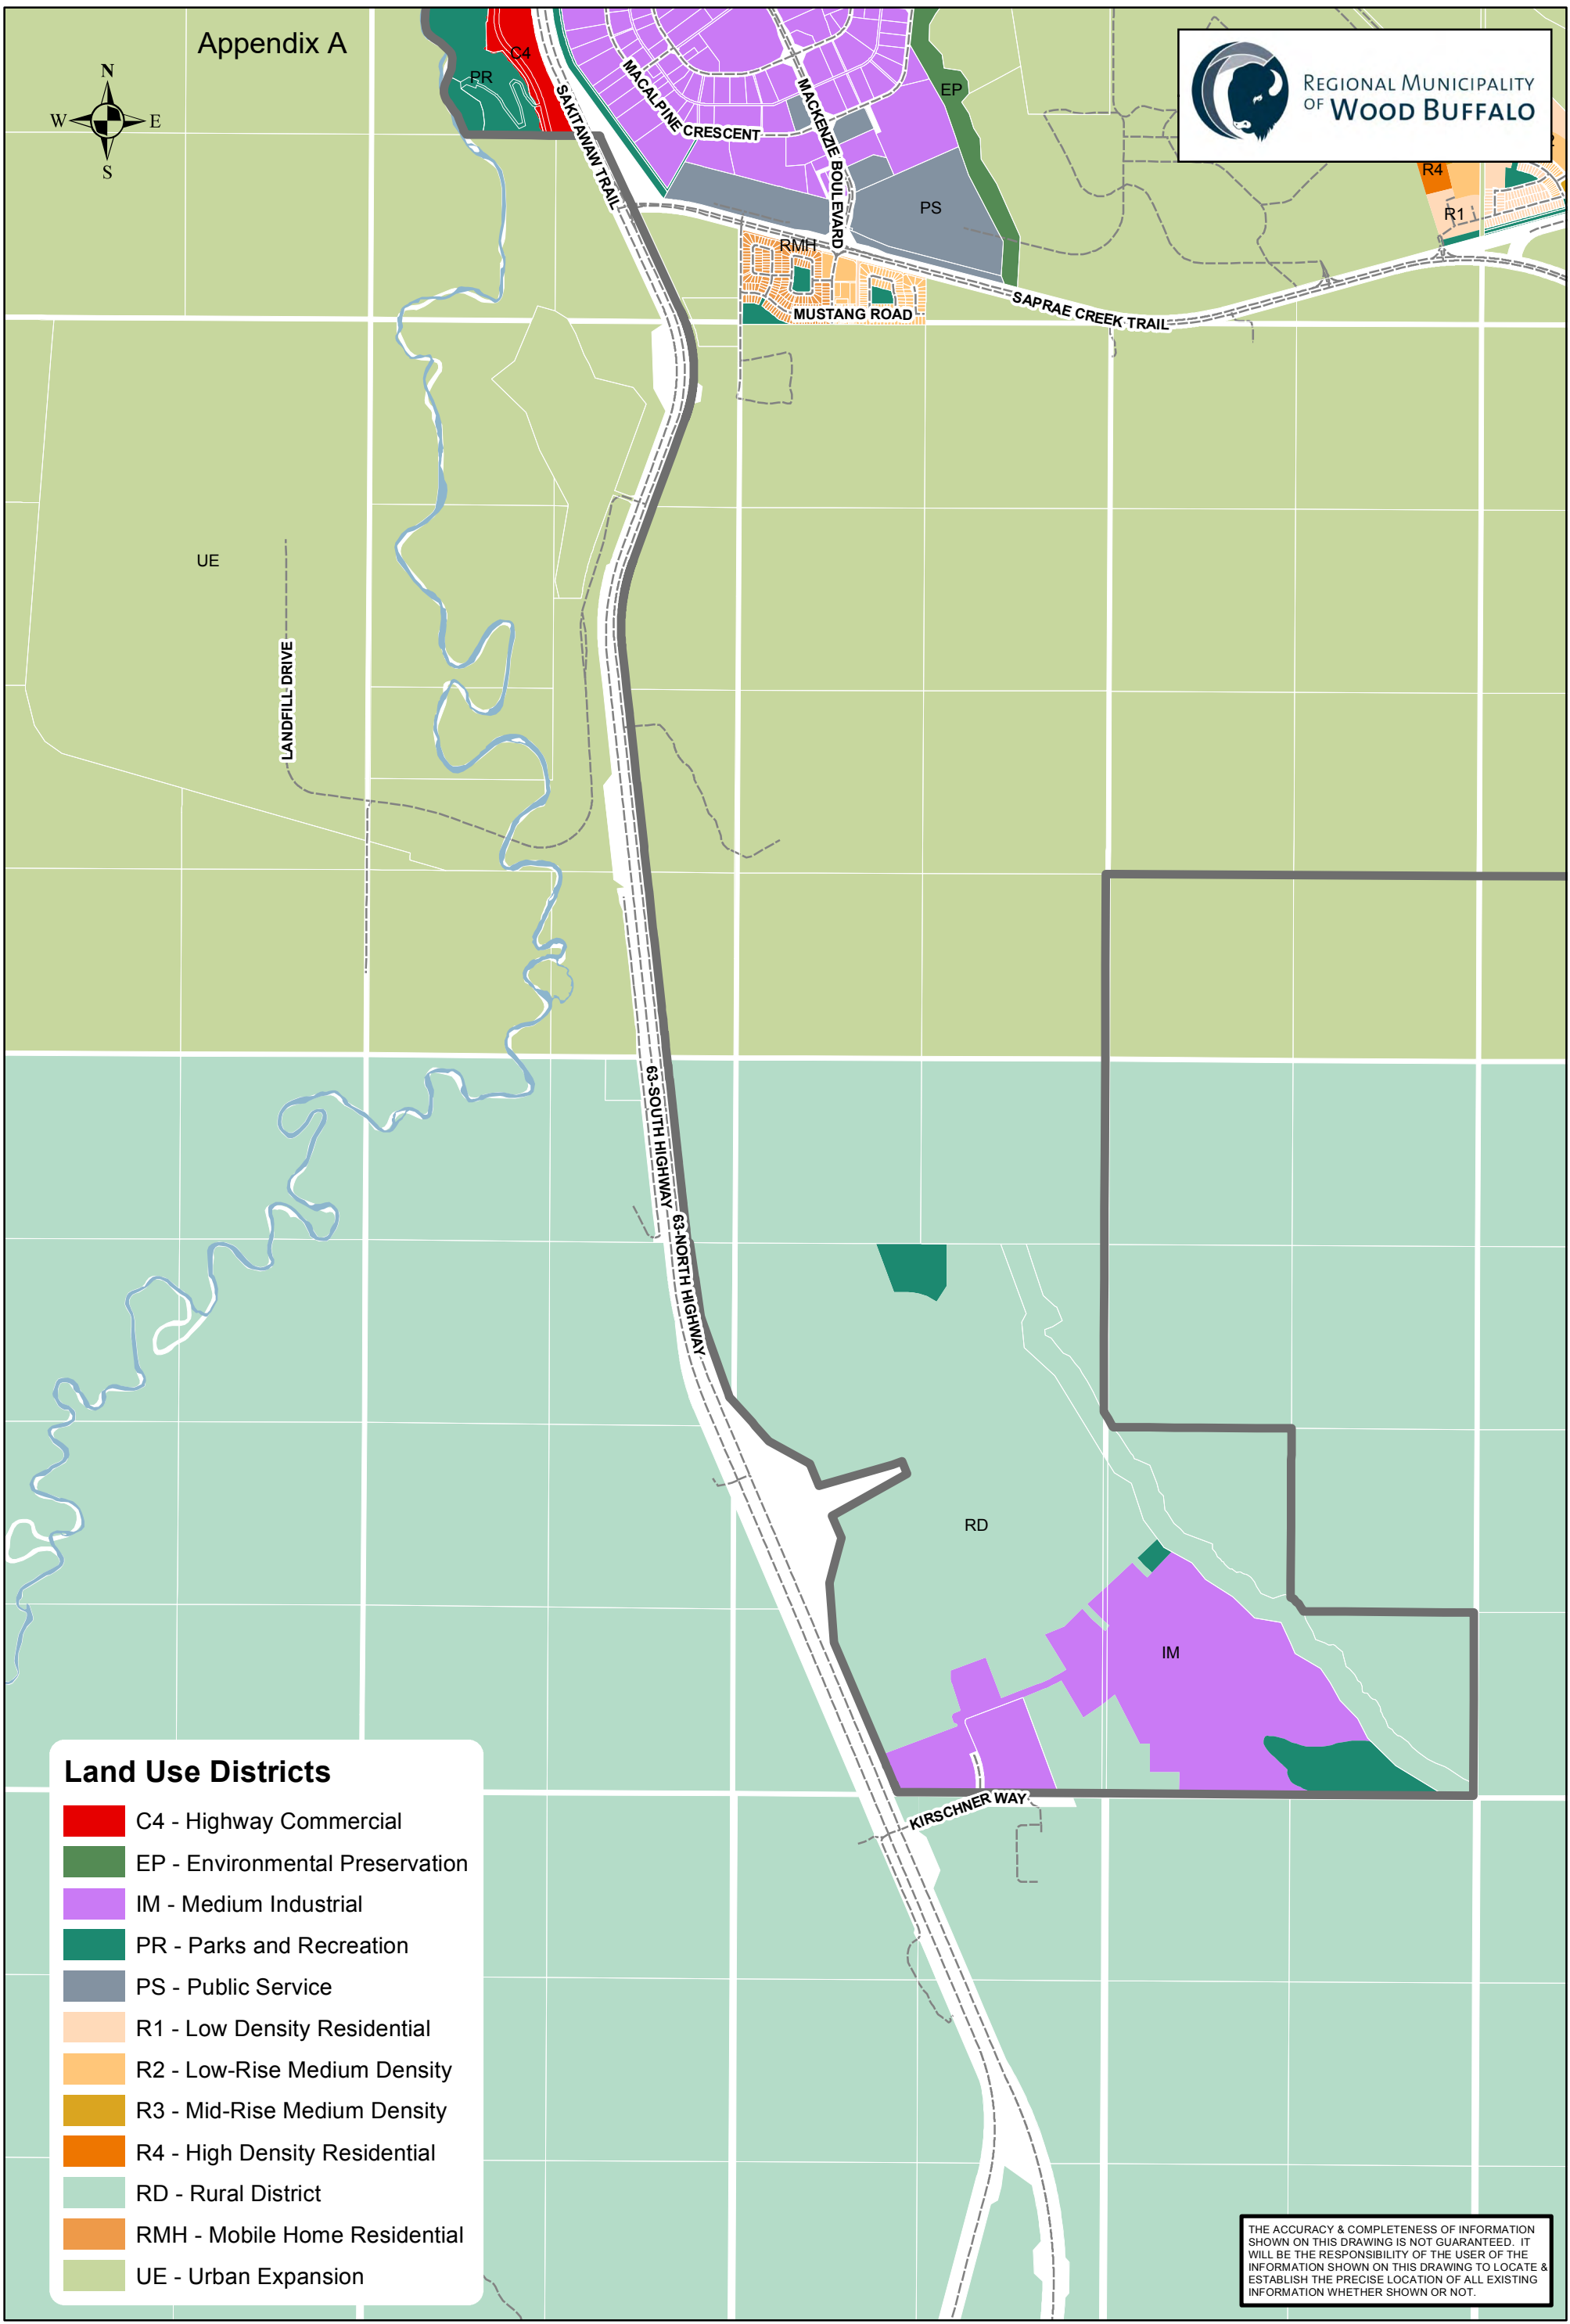 Appendix A
N
W E
S
REGIONAL MUNICIPALITY
OF WOOD BUFFALO
C4
PR
EP
SAKITAWAW TRAIL
MACALPINE CRESCENT
MACKENZIE BOULEVARD
R4
R1
PS
RMH
MUSTANG ROAD
SAPRAE CREEK TRAIL
UE
LANDFILL DRIVE
63-SOUTH HIGHWAY
63-NORTH HIGHWAY
RD
IM
KIRSCHNER WAY
Land Use Districts
C4 - Highway Commercial
EP - Environmental Preservation
IM - Medium Industrial
PR - Parks and Recreation
PS - Public Service
R1 - Low Density Residential
R2 - Low-Rise Medium Density
R3 - Mid-Rise Medium Density
R4 - High Density Residential
RD - Rural District
RMH - Mobile Home Residential
UE - Urban Expansion
THE ACCURACY & COMPLETENESS OF INFORMATION
SHOWN ON THIS DRAWING IS NOT GUARANTEED. IT
WILL BE THE RESPONSIBILITY OF THE USER OF THE
INFORMATION SHOWN ON THIS DRAWING TO LOCATE &
ESTABLISH THE PRECISE LOCATION OF ALL EXISTING
INFORMATION WHETHER SHOWN OR NOT.